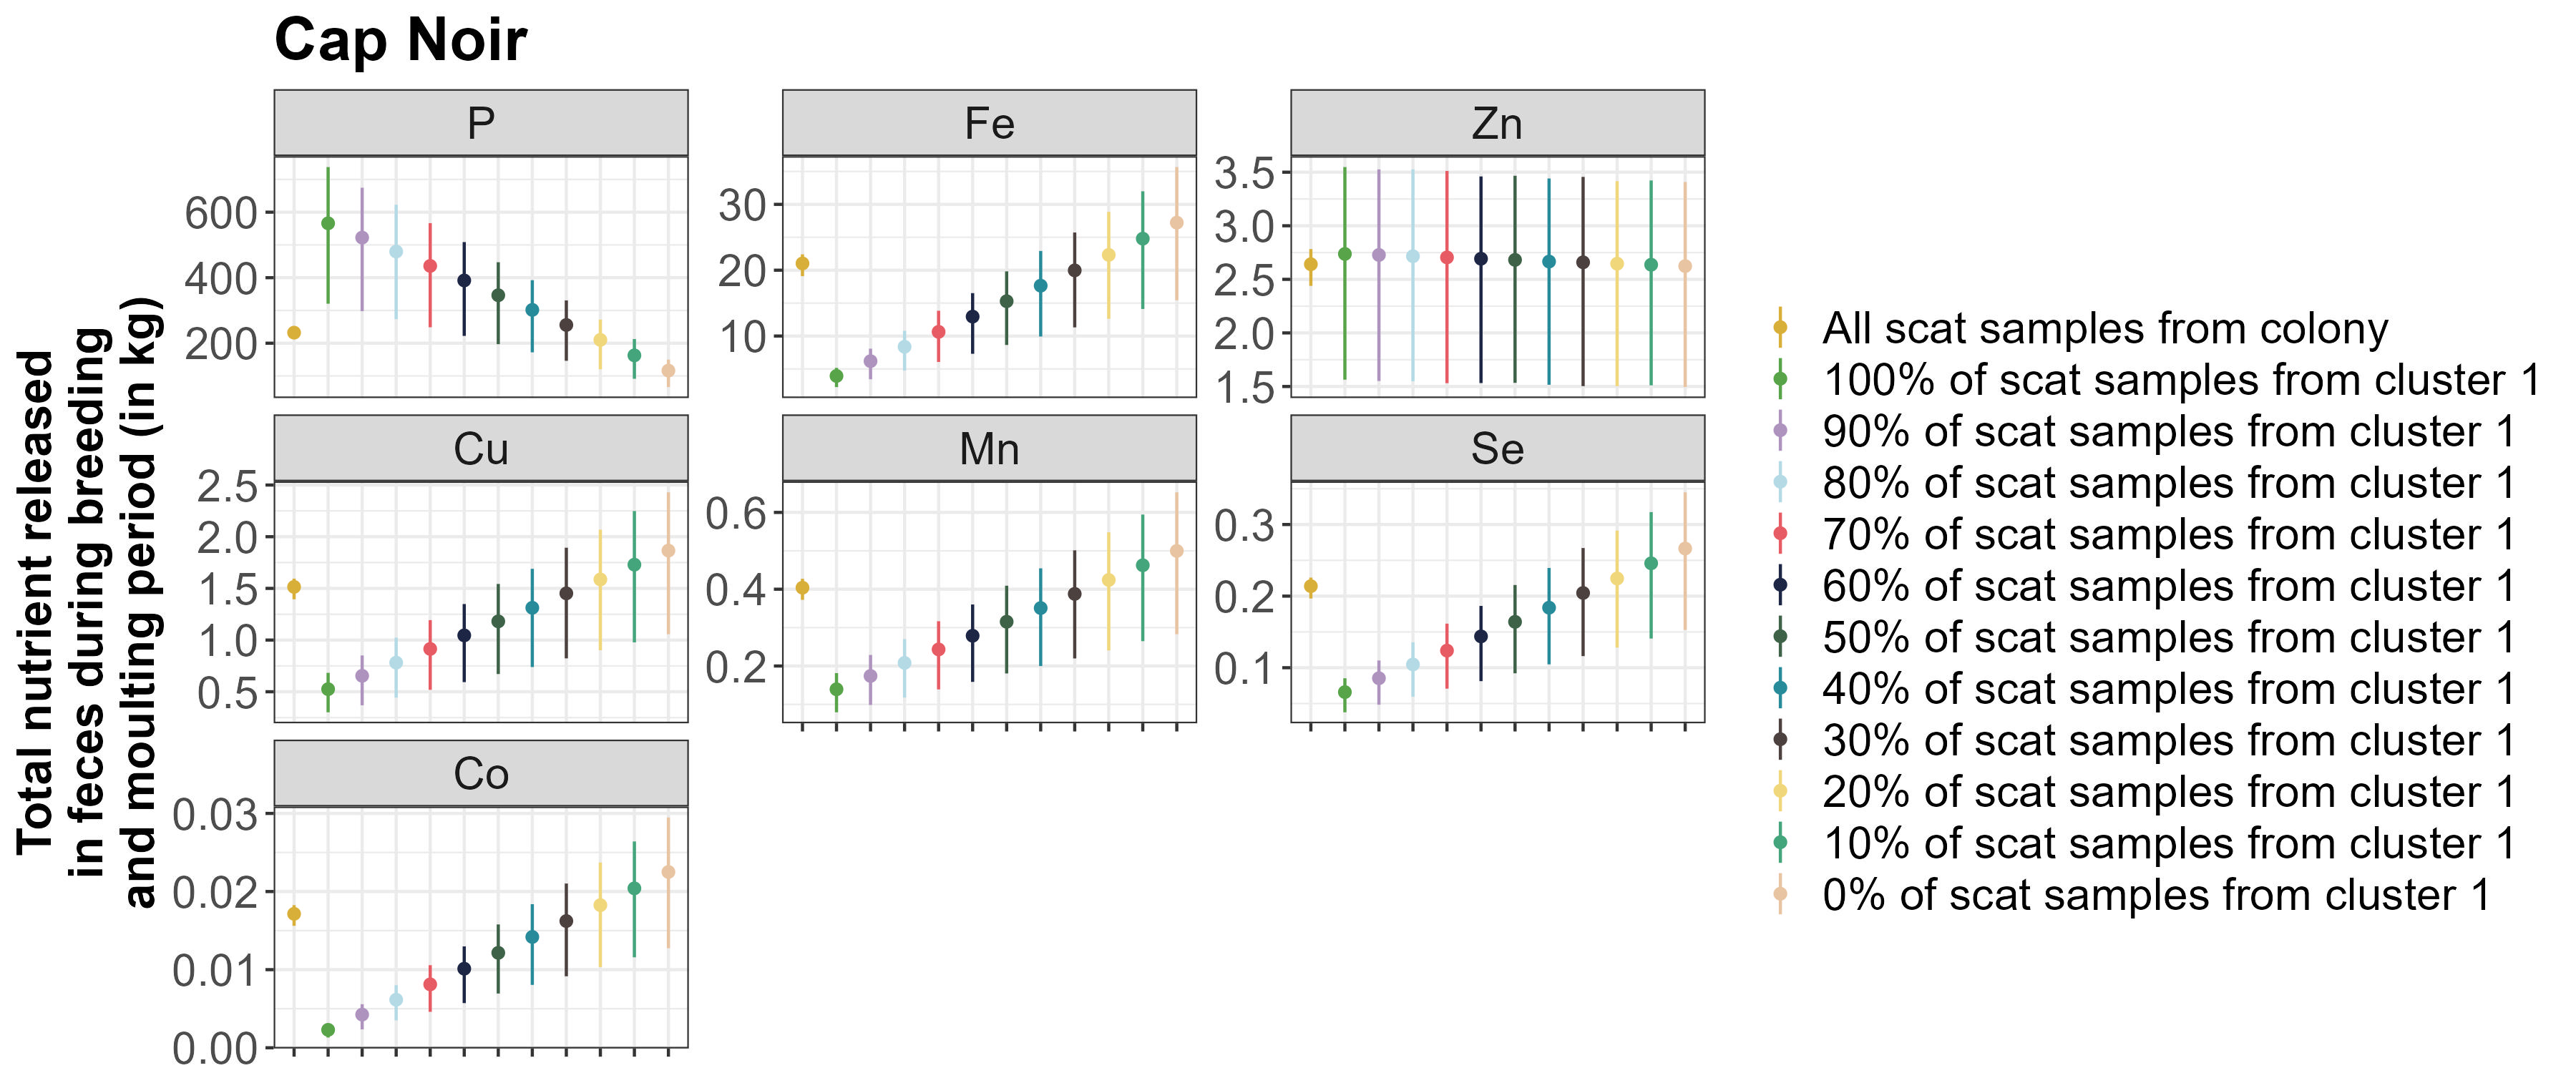 Cap Noir
Total nutrient released
in feces during breeding
and moulting period (in kg)
P
600
400
200
Fe
30
20
10
Zn
3.5
3.0
2.5
2.0
1.5
Cu
2.5
2.0
1.5
1.0
0.5
Mn
0.6
0.4
0.2
Se
0.3
0.2
0.1
Co
0.03
0.02
0.01
0.00
All scat samples from colony
100% of scat samples from cluster 1
90% of scat samples from cluster 1
80% of scat samples from cluster 1
70% of scat samples from cluster 1
60% of scat samples from cluster 1
50% of scat samples from cluster 1
40% of scat samples from cluster 1
30% of scat samples from cluster 1
20% of scat samples from cluster 1
10% of scat samples from cluster 1
0% of scat samples from cluster 1